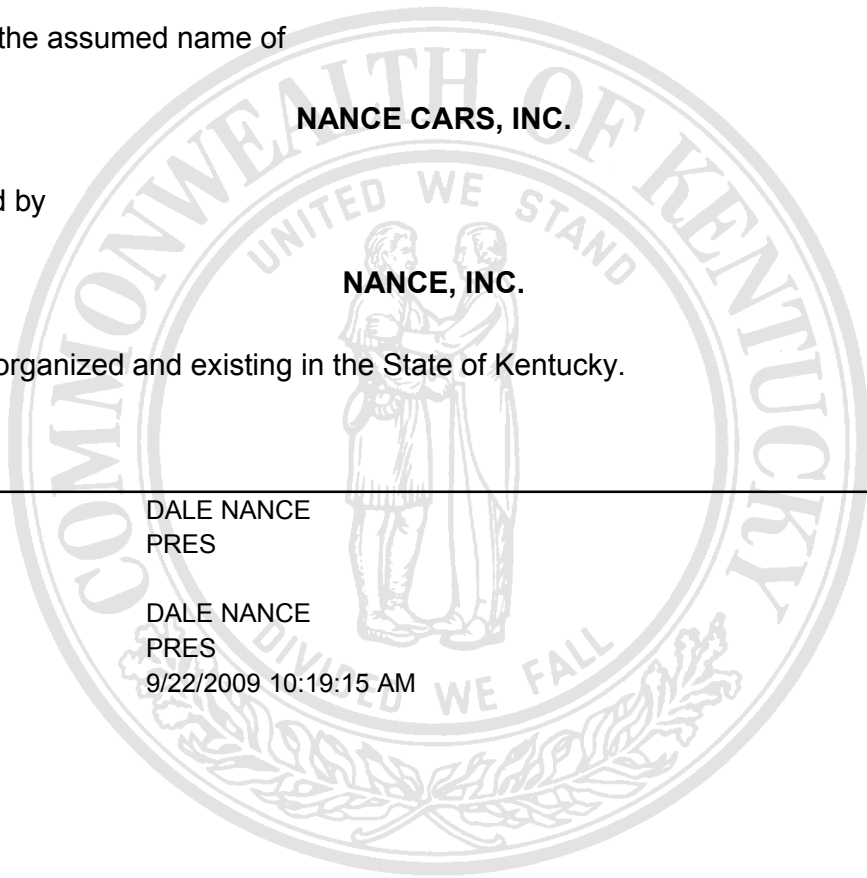 the assumed name of
NANCE CARS, INC.
d by
NANCE, INC.
organized and existing in the State of Kentucky.
DALE NANCE
PRES
DALE NANCE
PRES
9/22/2009 10:19:15 AM
COMMONWEALTH OF KENTUCKY
UNITED WE STAND
DIVIDED WE FALL